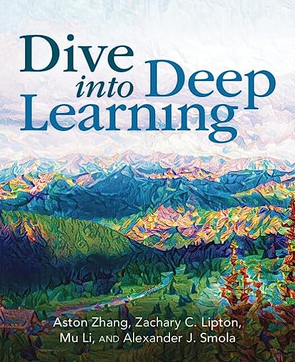 Dive
into Deep
Learning
Aston Zhang, Zachary C. Lipton,
Mu Li, AND Alexander J. Smola